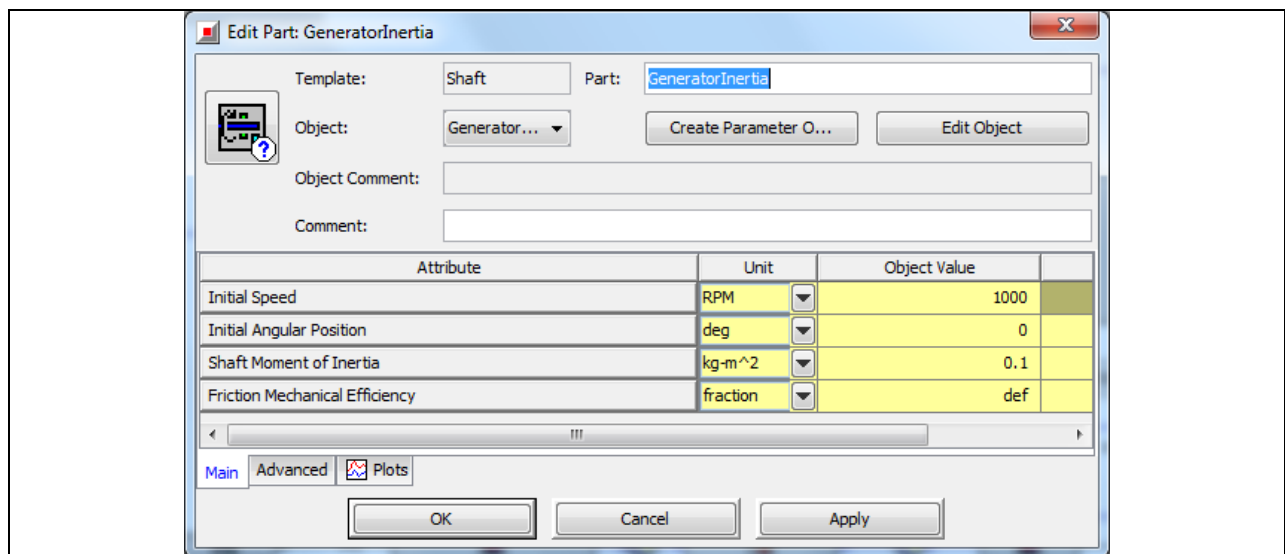 Edit Part: GeneratorInertia
Template: Shaft Part: GeneratorInertia
Object: Generator... Create Parameter O... Edit Object
Object Comment:
Comment:
Attribute Unit Object Value
Initial Speed RPM 1000
Initial Angular Position deg 0
Shaft Moment of Inertia kg-m^2 0.1
Friction Mechanical Efficiency fraction def
Main Advanced Plots
OK Cancel Apply